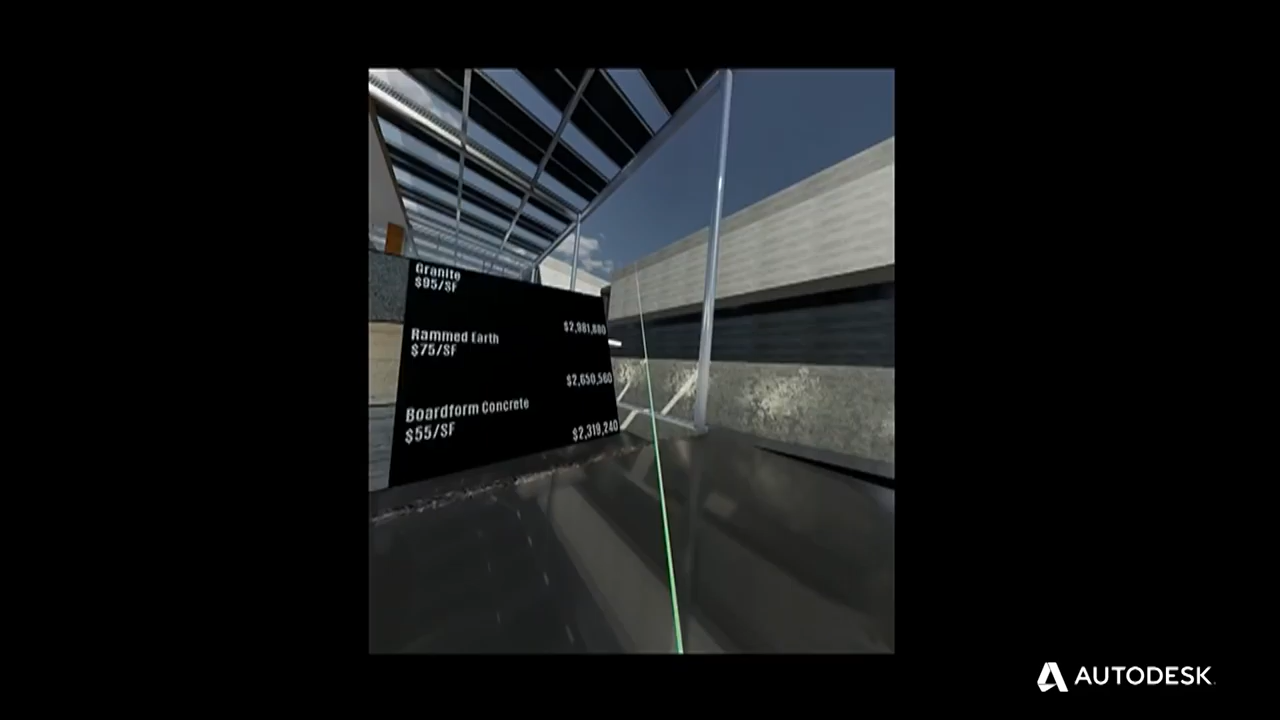 Granite
$95/SF
$2,981,880
Rammed Earth
$75/SF
$2,650,560
Boardform Concrete
$55/SF
$2,319,240
AUTODESK